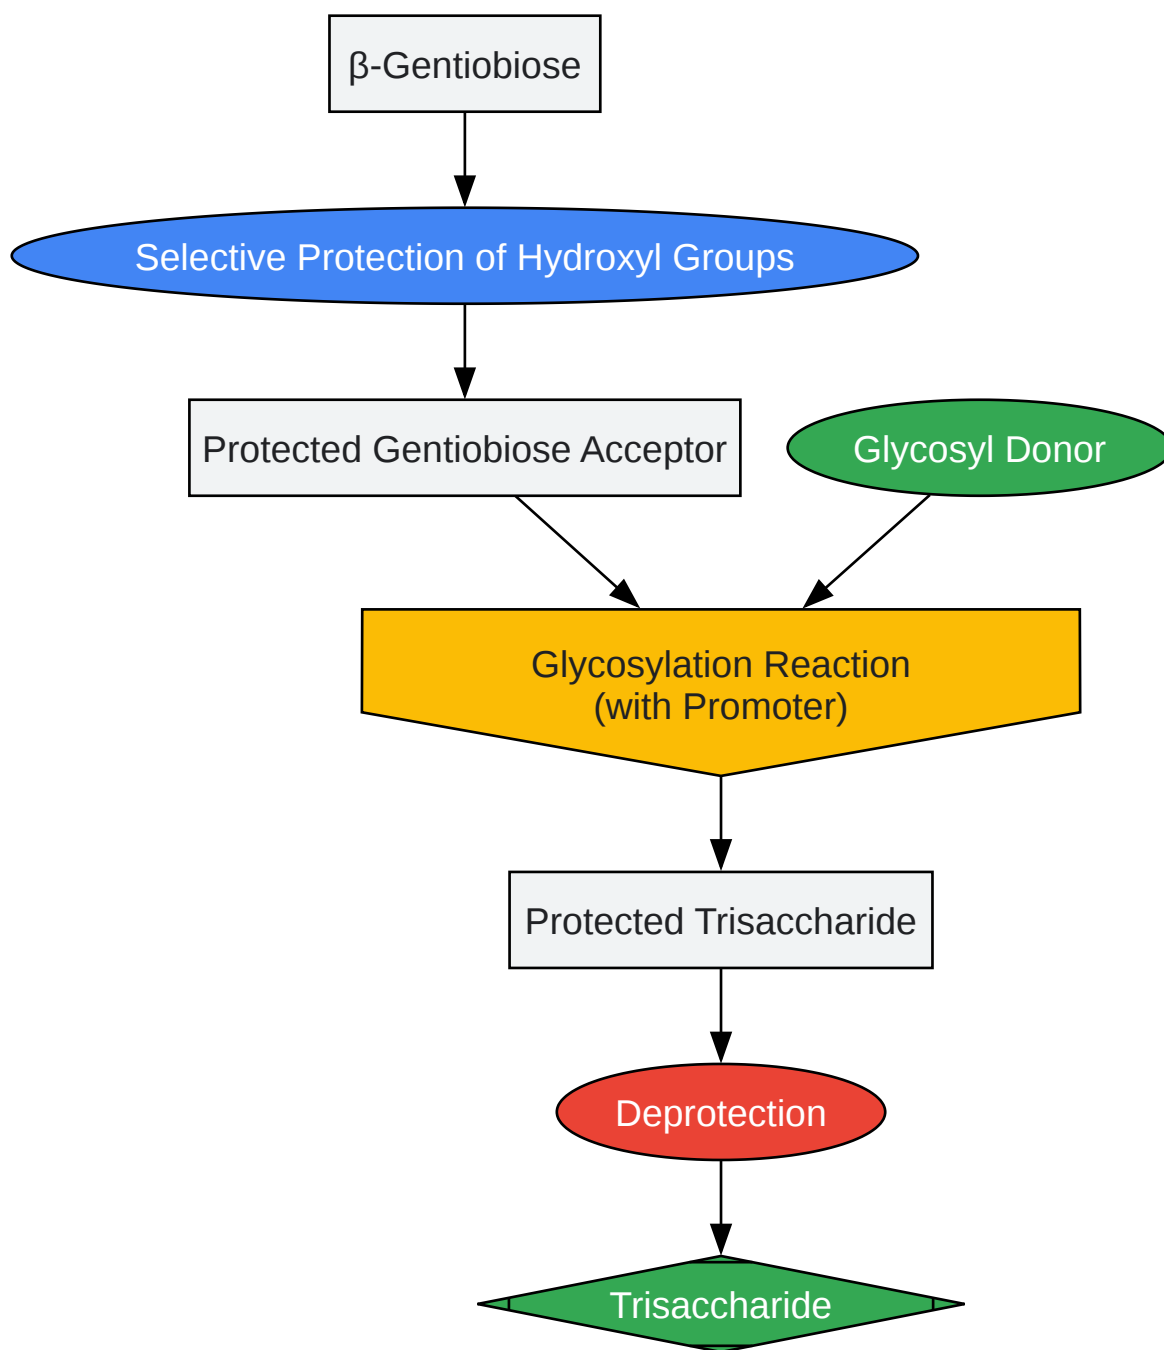 β-Gentiobiose
Selective Protection of Hydroxyl Groups
Protected Gentiobiose Acceptor
Glycosyl Donor
Glycosylation Reaction
(with Promoter)
Protected Trisaccharide
Deprotection
Trisaccharide